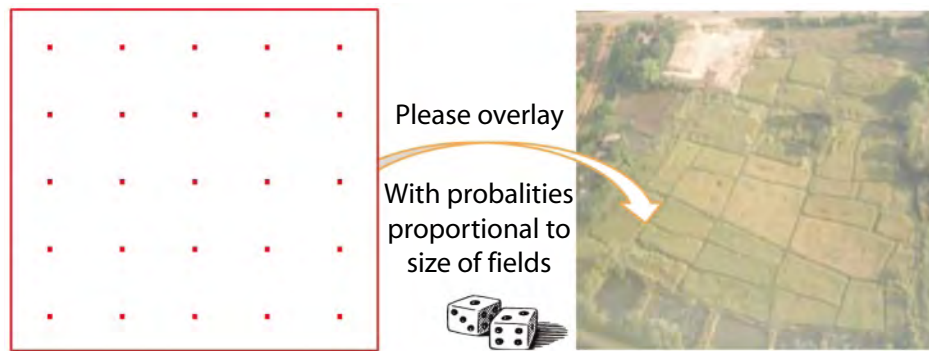 Please overlay
With probalities
proportional to
size of fields